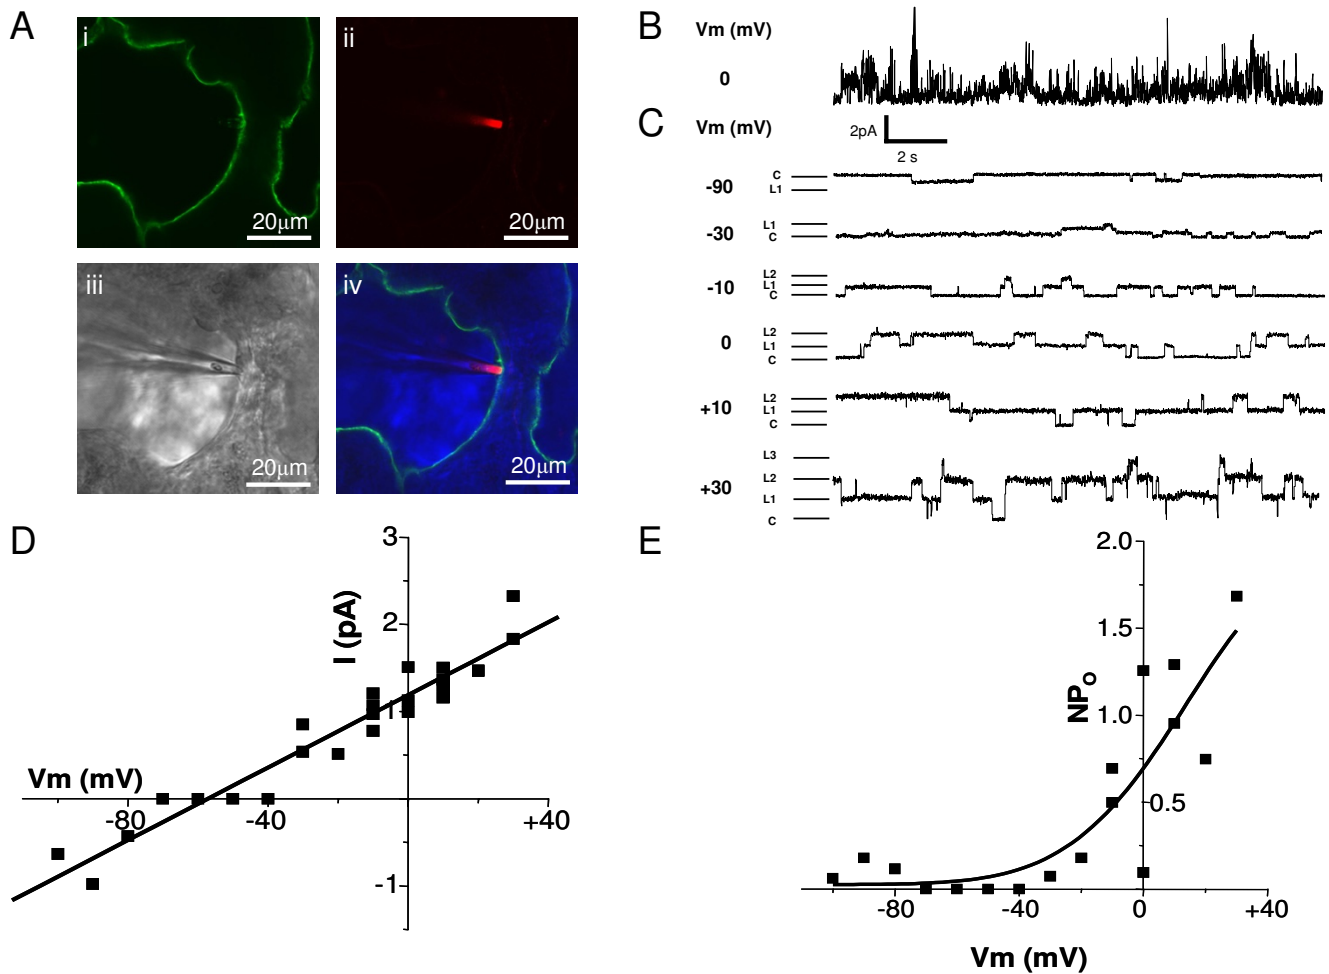 A
i
20μm
ii
20μm
iii
20μm
iv
20μm
B
Vm (mV)
0
C
Vm (mV)
2pA
2 s
-90
C
L1
-30
L1
C
-10
L2
L1
C
0
L2
L1
C
+10
L2
L1
C
+30
L3
L2
L1
C
D
3
2
1
-1
I (pA)
Vm (mV)
-80
-40
+40
E
2.0
1.5
1.0
0.5
NPo
-80
-40
0
+40
Vm (mV)